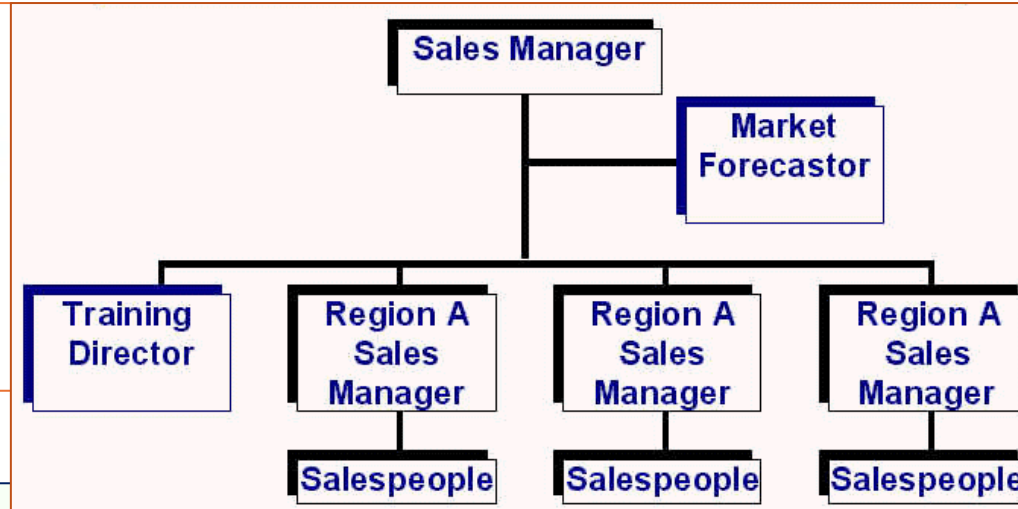 Sales Manager
Market
Forecastor
Training
Director
Region A
Sales
Manager
Region A
Sales
Manager
Region A
Sales
Manager
Salespeople
Salespeople
Salespeople